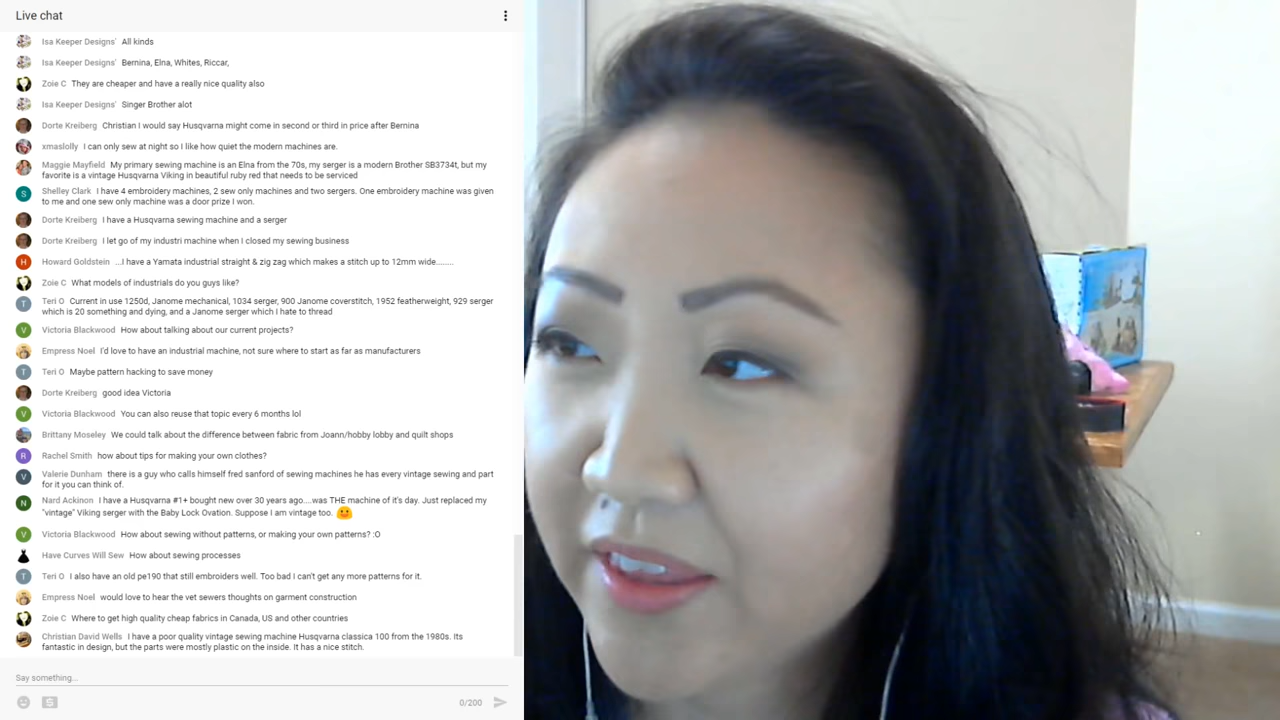 Live chat
Isa Keeper Designs' All kinds
Isa Keeper Designs' Bernina, Elna, Whites, Riccar,
Zoie C They are cheaper and have a really nice quality also
Isa Keeper Designs' Singer Brother alot
Dorte Kreiberg Christian I would say Husqvarna might come in second or third in price after Bernina
xmaslolly I can only sew at night so I like how quiet the modern machines are.
Maggie Mayfield My primary sewing machine is an Elna from the 70s, my serger is a modern Brother SB3734t, but my
favorite is a vintage Husqvarna Viking in beautiful ruby red that needs to be serviced
S Shelley Clark I have 4 embroidery machines, 2 sew only machines and two sergers. One embroidery machine was given
to me and one sew only machine was a door prize I won.
Dorte Kreiberg I have a Husqvarna sewing machine and a serger
Dorte Kreiberg I let go of my industri machine when I closed my sewing business
H Howard Goldstein ...I have a Yamata industrial straight & zig zag which makes a stitch up to 12mm wide........
Zoie C What models of industrials do you guys like?
T Teri O Current in use 1250d, Janome mechanical, 1034 serger, 900 Janome coverstitch, 1952 featherweight, 929 serger
which is 20 something and dying, and a Janome serger which I hate to thread
V Victoria Blackwood How about talking about our current projects?
Empress Noel I'd love to have an industrial machine, not sure where to start as far as manufacturers
T Teri O Maybe pattern hacking to save money
Dorte Kreiberg good idea Victoria
V Victoria Blackwood You can also reuse that topic every 6 months lol
Brittany Moseley We could talk about the difference between fabric from Joann/hobby lobby and quilt shops
R Rachel Smith how about tips for making your own clothes?
V Valerie Dunham there is a guy who calls himself fred sanford of sewing machines he has every vintage sewing and part
for it you can think of.
N Nard Ackinon I have a Husqvarna #1+ bought new over 30 years ago....was THE machine of it's day. Just replaced my
"vintage" Viking serger with the Baby Lock Ovation. Suppose I am vintage too.
V Victoria Blackwood How about sewing without patterns, or making your own patterns? :O
Have Curves Will Sew How about sewing processes
T Teri O I also have an old pe190 that still embroiders well. Too bad I can't get any more patterns for it.
Empress Noel would love to hear the vet sewers thoughts on garment construction
Zoie C Where to get high quality cheap fabrics in Canada, US and other countries
Christian David Wells I have a poor quality vintage sewing machine Husqvarna classica 100 from the 1980s. Its
fantastic in design, but the parts were mostly plastic on the inside. It has a nice stitch.
Say something...
0/200